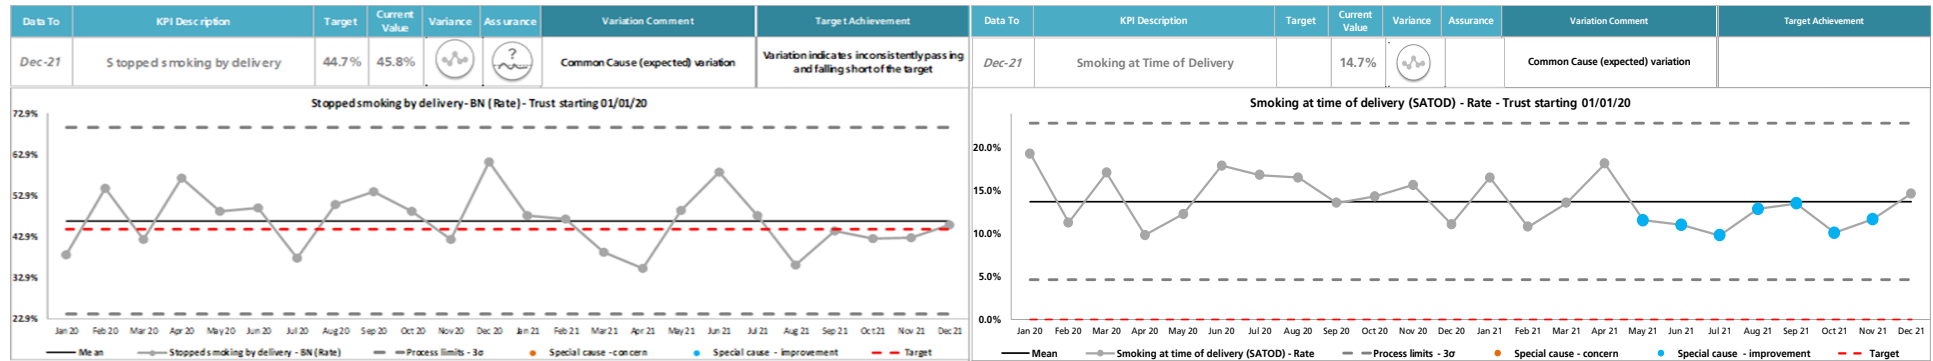 Data To KPI Description Target Current Value Variance Assurance Variation Comment Target Achievement
Dec-21 Stopped smoking by delivery 44.7% 45.8% ? Common Cause (expected) variation Variation indicates inconsistently passing and falling short of the target
Stopped smoking by delivery - BN (Rate) - Trust starting 01/01/20
72.9%
62.9%
52.9%
42.9%
32.9%
22.9%
Jan 20 Feb 20 Mar 20 Apr 20 May 20 Jun 20 Jul 20 Aug 20 Sep 20 Oct 20 Nov 20 Dec 20 Jan 21 Feb 21 Mar 21 Apr 21 May 21 Jun 21 Jul 21 Aug 21 Sep 21 Oct 21 Nov 21 Dec 21
Mean Stopped smoking by delivery - BN (Rate) Process limits - 3σ Special cause - concern Special cause - improvement Target
Data To KPI Description Target Current Value Variance Assurance Variation Comment Target Achievement
Dec-21 Smoking at Time of Delivery 14.7% Common Cause (expected) variation
Smoking at time of delivery (SATOD) - Rate - Trust starting 01/01/20
20.0%
15.0%
10.0%
5.0%
0.0%
Jan 20 Feb 20 Mar 20 Apr 20 May 20 Jun 20 Jul 20 Aug 20 Sep 20 Oct 20 Nov 20 Dec 20 Jan 21 Feb 21 Mar 21 Apr 21 May 21 Jun 21 Jul 21 Aug 21 Sep 21 Oct 21 Nov 21 Dec 21
Mean Smoking at time of delivery (SATOD) - Rate Process limits - 3σ Special cause - concern Special cause - improvement Target